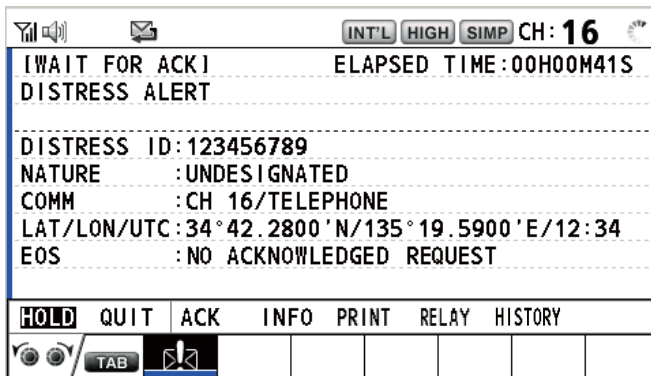 INT'L HIGH SIMP CH: 16
[WAIT FOR ACK] ELAPSED TIME:00H00M41S
DISTRESS ALERT
DISTRESS ID:123456789
NATURE :UNDESIGNATED
COMM :CH 16/TELEPHONE
LAT/LON/UTC:34°42.2800'N/135°19.5900'E/12:34
EOS :NO ACKNOWLEDGED REQUEST
HOLD QUIT ACK INFO PRINT RELAY HISTORY
TAB